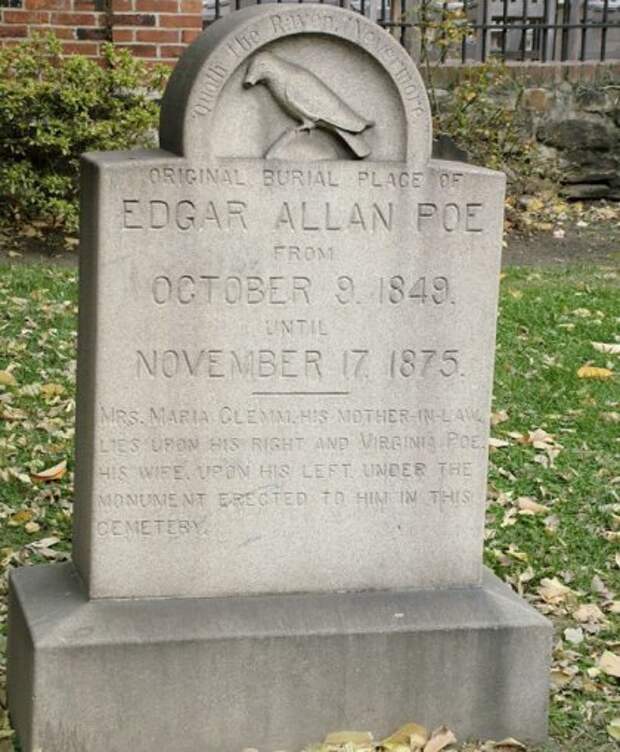 Quoth the Raven, Nevermore
ORIGINAL BURIAL PLACE OF
EDGAR ALLAN POE
FROM
OCTOBER 9. 1849.
UNTIL
NOVEMBER 17. 1875.
MRS. MARIA CLEMM, HIS MOTHER-IN-LAW,
LIES UPON HIS RIGHT AND VIRGINIA POE,
HIS WIFE, UPON HIS LEFT, UNDER THE
MONUMENT ERECTED TO HIM IN THIS
CEMETERY.